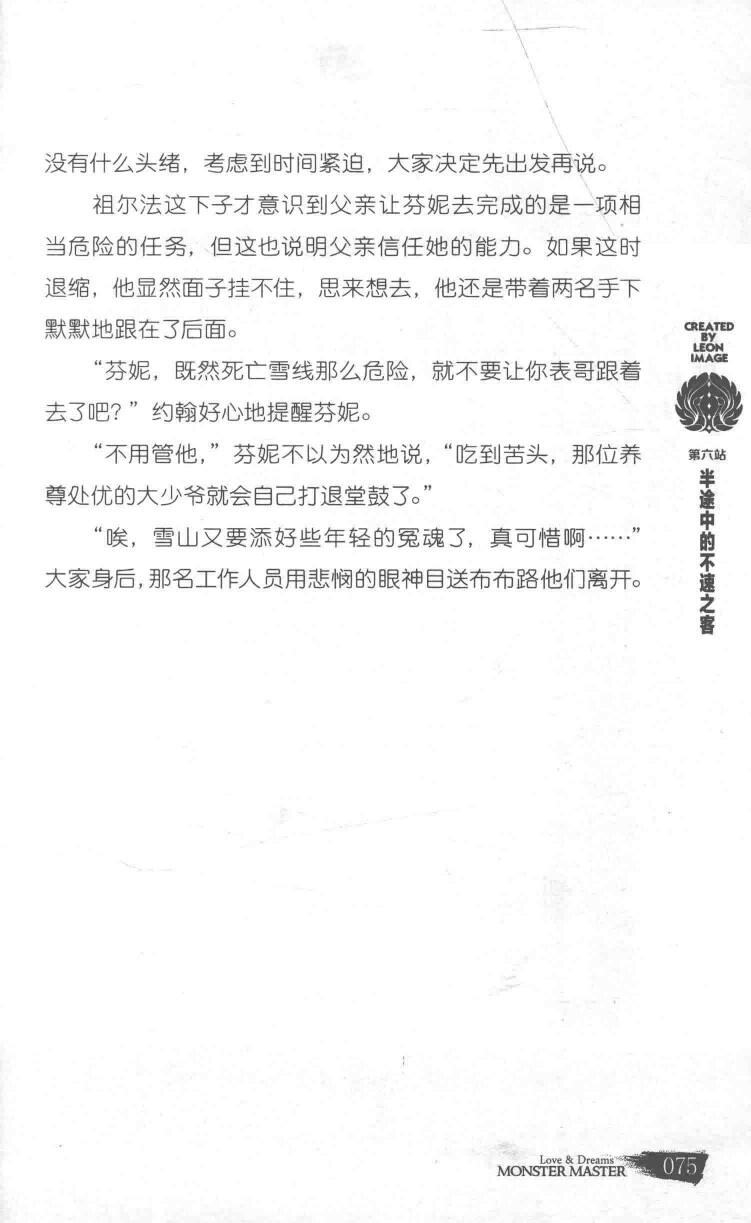 没有什么头绪，考虑到时间紧迫，大家决定先出发再说。
祖尔法这下子才意识到父亲让芬妮去完成的是一项相
当危险的任务，但这也说明父亲信任她的能力。如果这时
退缩，他显然面子挂不住，思来想去，他还是带着两名手下
默默地跟在了后面。
“芬妮，既然死亡雪线那么危险，就不要让你表哥跟着
去了吧？”约翰好心地提醒芬妮。
“不用管他，”芬妮不以为然地说，“吃到苦头，那位养
尊处优的大少爷就会自己打退堂鼓了。”
“唉，雪山又要添好些年轻的冤魂了，真可惜啊……”
大家身后，那名工作人员用悲悯的眼神目送布布路他们离开。
CREATED
BY
LEON
IMAGE
第六站
半途中的不速之客
Love & Dreams
MONSTER MASTER
075